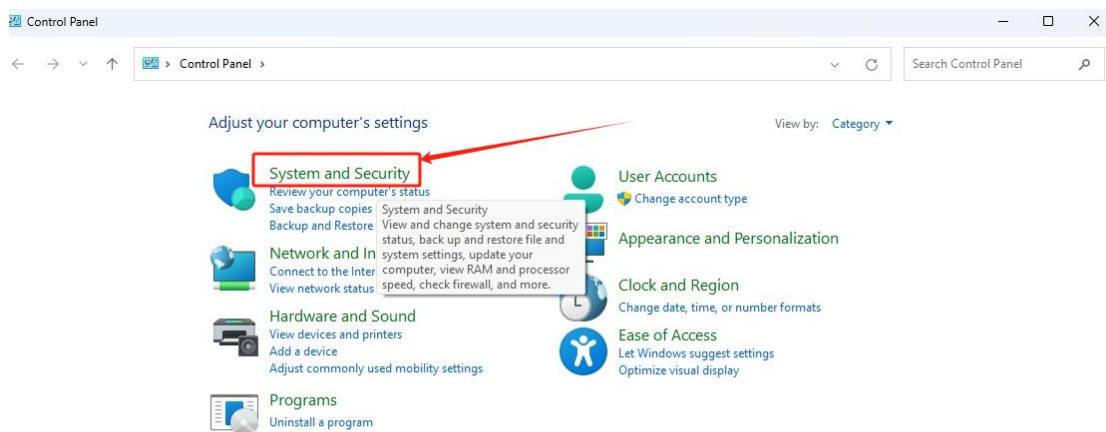 Control Panel
Control Panel
Search Control Panel
Adjust your computer's settings
View by: Category
System and Security
Review your computer's status
Save backup copies
Backup and Restore
System and Security
View and change system and security
status, back up and restore file and
system settings, update your
computer, view RAM and processor
speed, check firewall, and more.
Network and In
Connect to the Inter
View network status
Hardware and Sound
View devices and printers
Add a device
Adjust commonly used mobility settings
Programs
Uninstall a program
User Accounts
Change account type
Appearance and Personalization
Clock and Region
Change date, time, or number formats
Ease of Access
Let Windows suggest settings
Optimize visual display